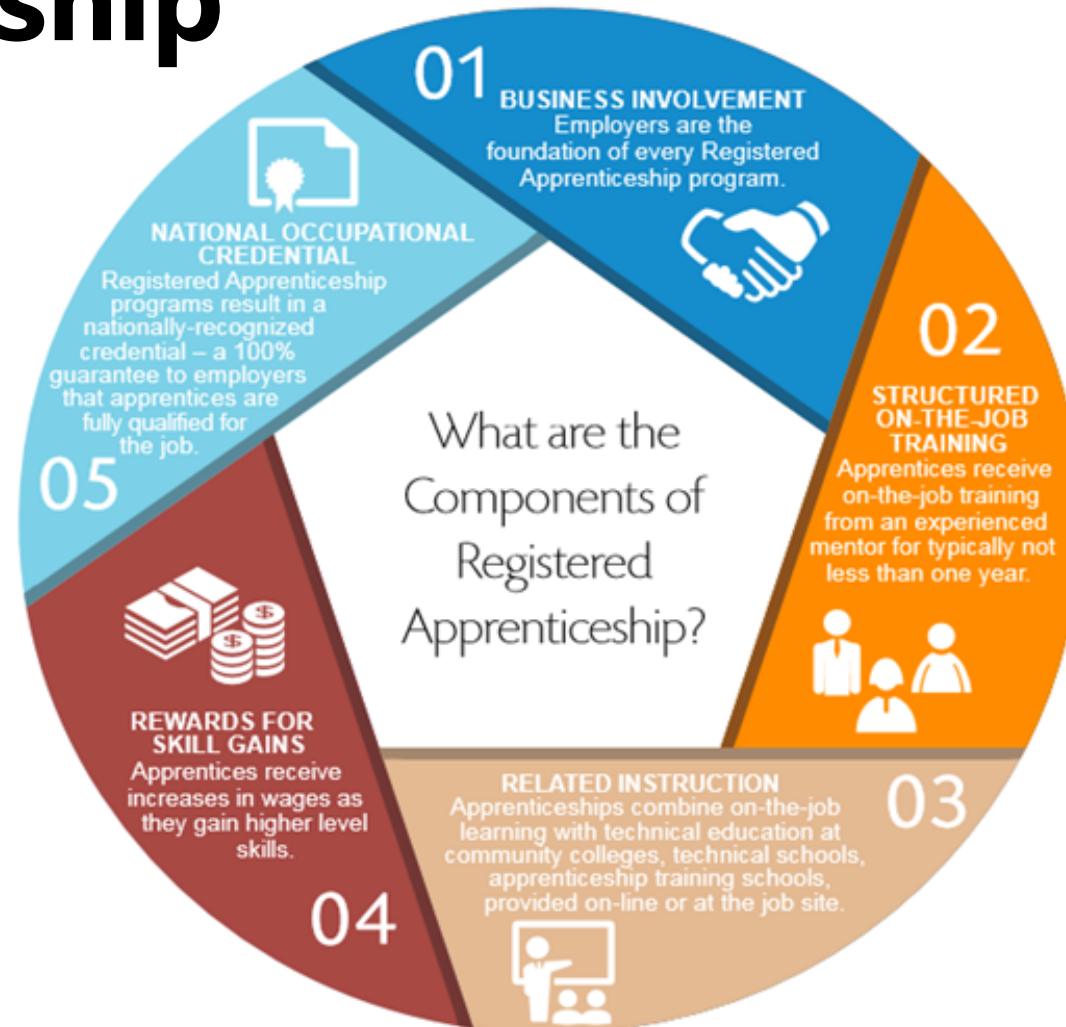 ship
01
BUSINESS INVOLVEMENT
Employers are the
foundation of every Registered
Apprenticeship program.
02
STRUCTURED
ON-THE-JOB
TRAINING
Apprentices receive
on-the-job training
from an experienced
mentor for typically not
less than one year.
03
RELATED INSTRUCTION
Apprenticeships combine on-the-job
learning with technical education at
community colleges, technical schools,
apprenticeship training schools,
provided on-line or at the job site.
04
REWARDS FOR
SKILL GAINS
Apprentices receive
increases in wages as
they gain higher level
skills.
05
NATIONAL OCCUPATIONAL
CREDENTIAL
Registered Apprenticeship
programs result in a
nationally-recognized
credential – a 100%
guarantee to employers
that apprentices are
fully qualified for
the job.
What are the
Components of
Registered
Apprenticeship?
$
$